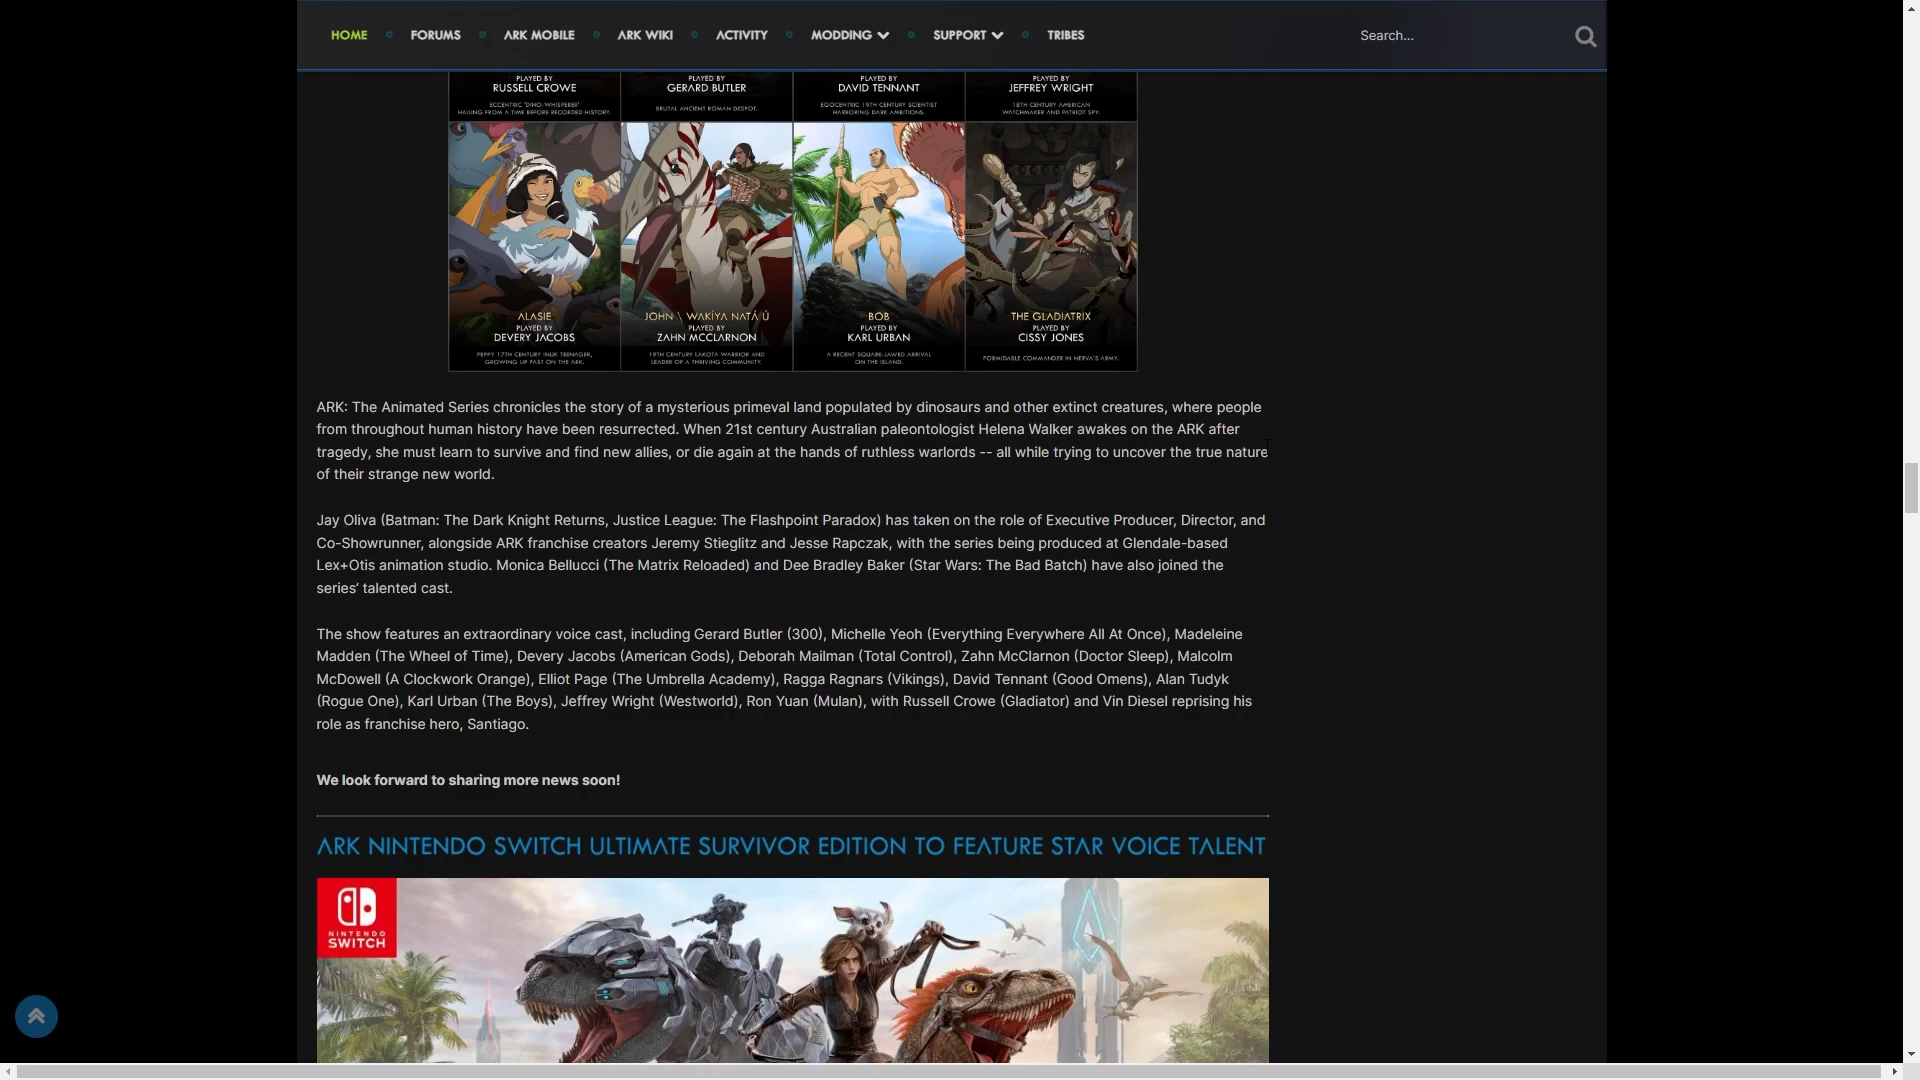 HOME FORUMS ARK MOBILE ARK WIKI ACTIVITY MODDING SUPPORT TRIBES Search...
PLAYED BY
RUSSELL CROWE
ECCENTRIC 'DINO-WHISPERER'
HAILING FROM A TIME BEFORE RECORDED HISTORY.
PLAYED BY
GERARD BUTLER
BRUTAL ANCIENT ROMAN DESPOT.
PLAYED BY
DAVID TENNANT
EGOCENTRIC 19TH CENTURY SCIENTIST
HARBORING DARK AMBITIONS.
PLAYED BY
JEFFREY WRIGHT
18TH CENTURY AMERICAN
WATCHMAKER AND PATRIOT SPY.
ALASIE
PLAYED BY
DEVERY JACOBS
PEPPY 17TH CENTURY INUK TEENAGER,
GROWING UP FAST ON THE ARK.
JOHN \ WAKÍYA NATÁ Ú
PLAYED BY
ZAHN MCCLARNON
19TH CENTURY LAKOTA WARRIOR AND
LEADER OF A THRIVING COMMUNITY.
BOB
PLAYED BY
KARL URBAN
A RECENT SQUARE-JAWED ARRIVAL
ON THE ISLAND.
THE GLADIATRIX
PLAYED BY
CISSY JONES
FORMIDABLE COMMANDER IN NERVA'S ARMY.
ARK: The Animated Series chronicles the story of a mysterious primeval land populated by dinosaurs and other extinct creatures, where people
from throughout human history have been resurrected. When 21st century Australian paleontologist Helena Walker awakes on the ARK after
tragedy, she must learn to survive and find new allies, or die again at the hands of ruthless warlords -- all while trying to uncover the true nature
of their strange new world.
Jay Oliva (Batman: The Dark Knight Returns, Justice League: The Flashpoint Paradox) has taken on the role of Executive Producer, Director, and
Co-Showrunner, alongside ARK franchise creators Jeremy Stieglitz and Jesse Rapczak, with the series being produced at Glendale-based
Lex+Otis animation studio. Monica Bellucci (The Matrix Reloaded) and Dee Bradley Baker (Star Wars: The Bad Batch) have also joined the
series’ talented cast.
The show features an extraordinary voice cast, including Gerard Butler (300), Michelle Yeoh (Everything Everywhere All At Once), Madeleine
Madden (The Wheel of Time), Devery Jacobs (American Gods), Deborah Mailman (Total Control), Zahn McClarnon (Doctor Sleep), Malcolm
McDowell (A Clockwork Orange), Elliot Page (The Umbrella Academy), Ragga Ragnars (Vikings), David Tennant (Good Omens), Alan Tudyk
(Rogue One), Karl Urban (The Boys), Jeffrey Wright (Westworld), Ron Yuan (Mulan), with Russell Crowe (Gladiator) and Vin Diesel reprising his
role as franchise hero, Santiago.
We look forward to sharing more news soon!
ARK NINTENDO SWITCH ULTIMATE SURVIVOR EDITION TO FEATURE STAR VOICE TALENT
NINTENDO
SWITCH